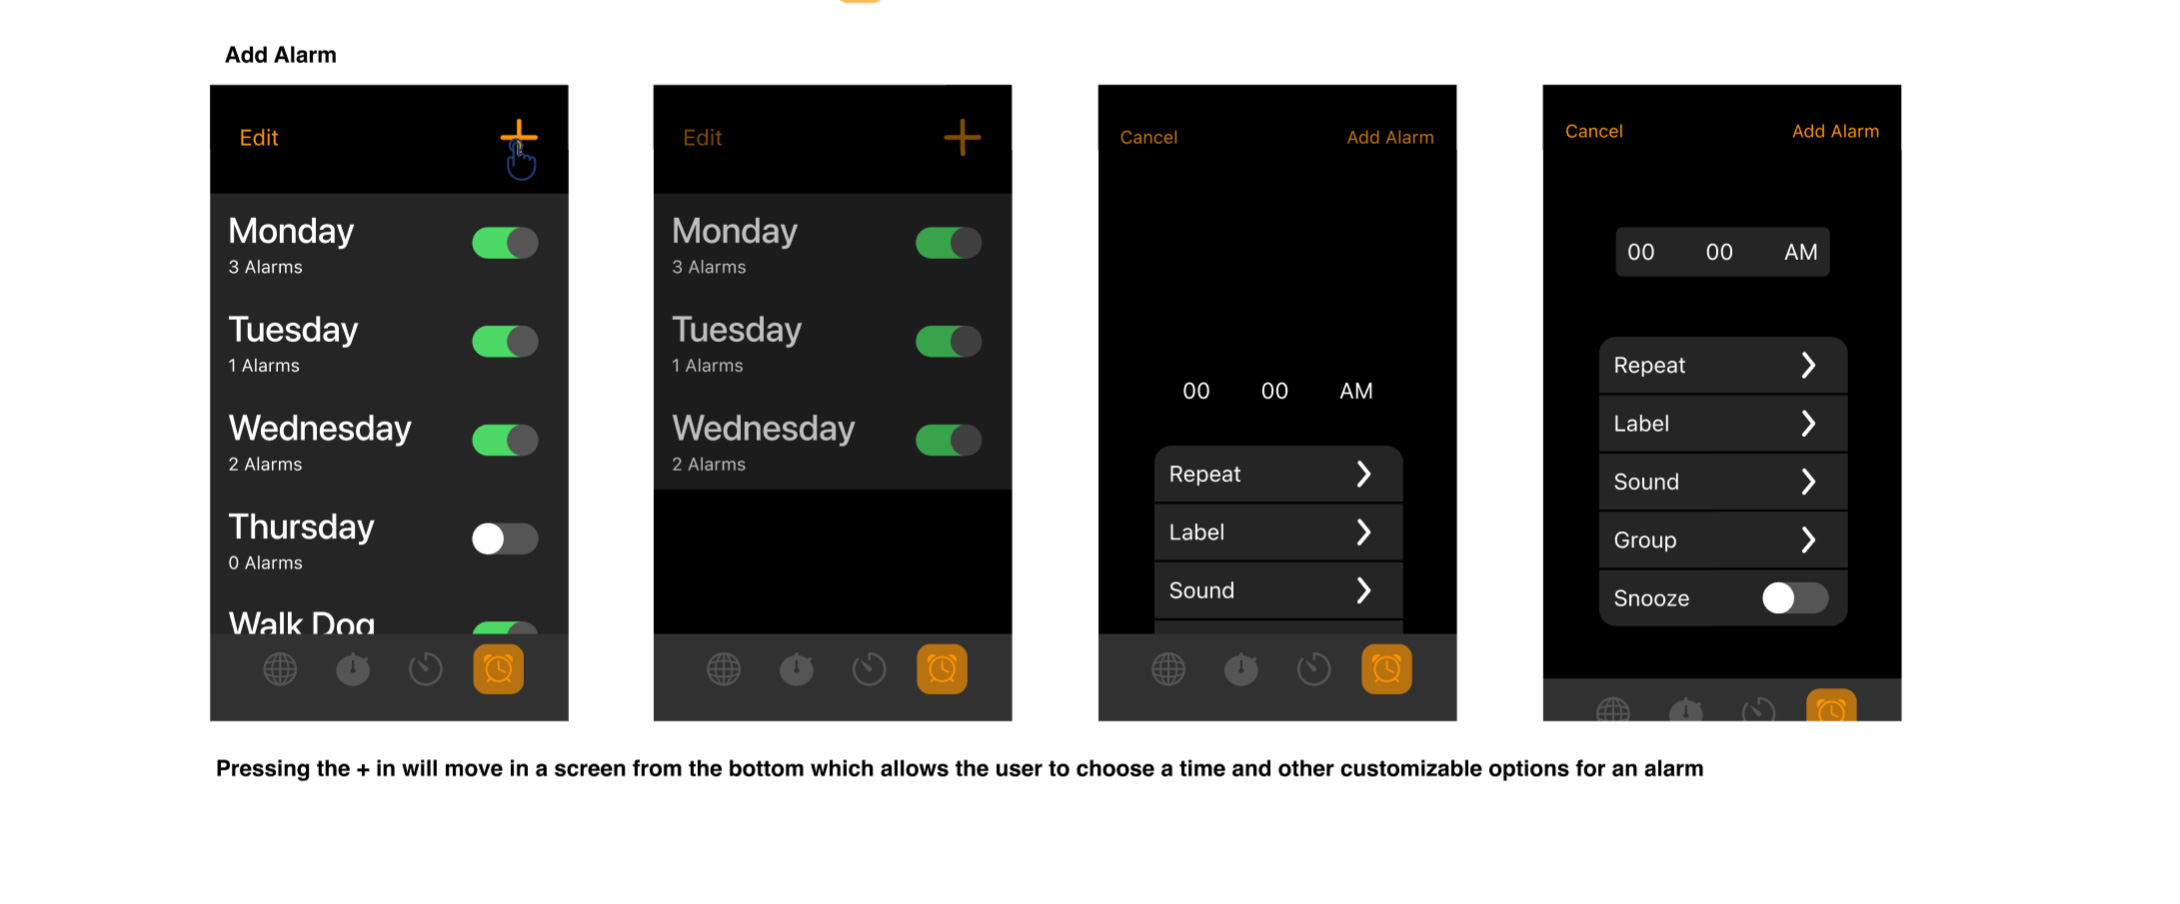 Add Alarm
Edit
Monday
3 Alarms
Tuesday
1 Alarms
Wednesday
2 Alarms
Thursday
0 Alarms
Walk Dog
Edit
Monday
3 Alarms
Tuesday
1 Alarms
Wednesday
2 Alarms
Cancel Add Alarm
00 00 AM
Repeat
Label
Sound
Cancel Add Alarm
00 00 AM
Repeat
Label
Sound
Group
Snooze
Pressing the + in will move in a screen from the bottom which allows the user to choose a time and other customizable options for an alarm